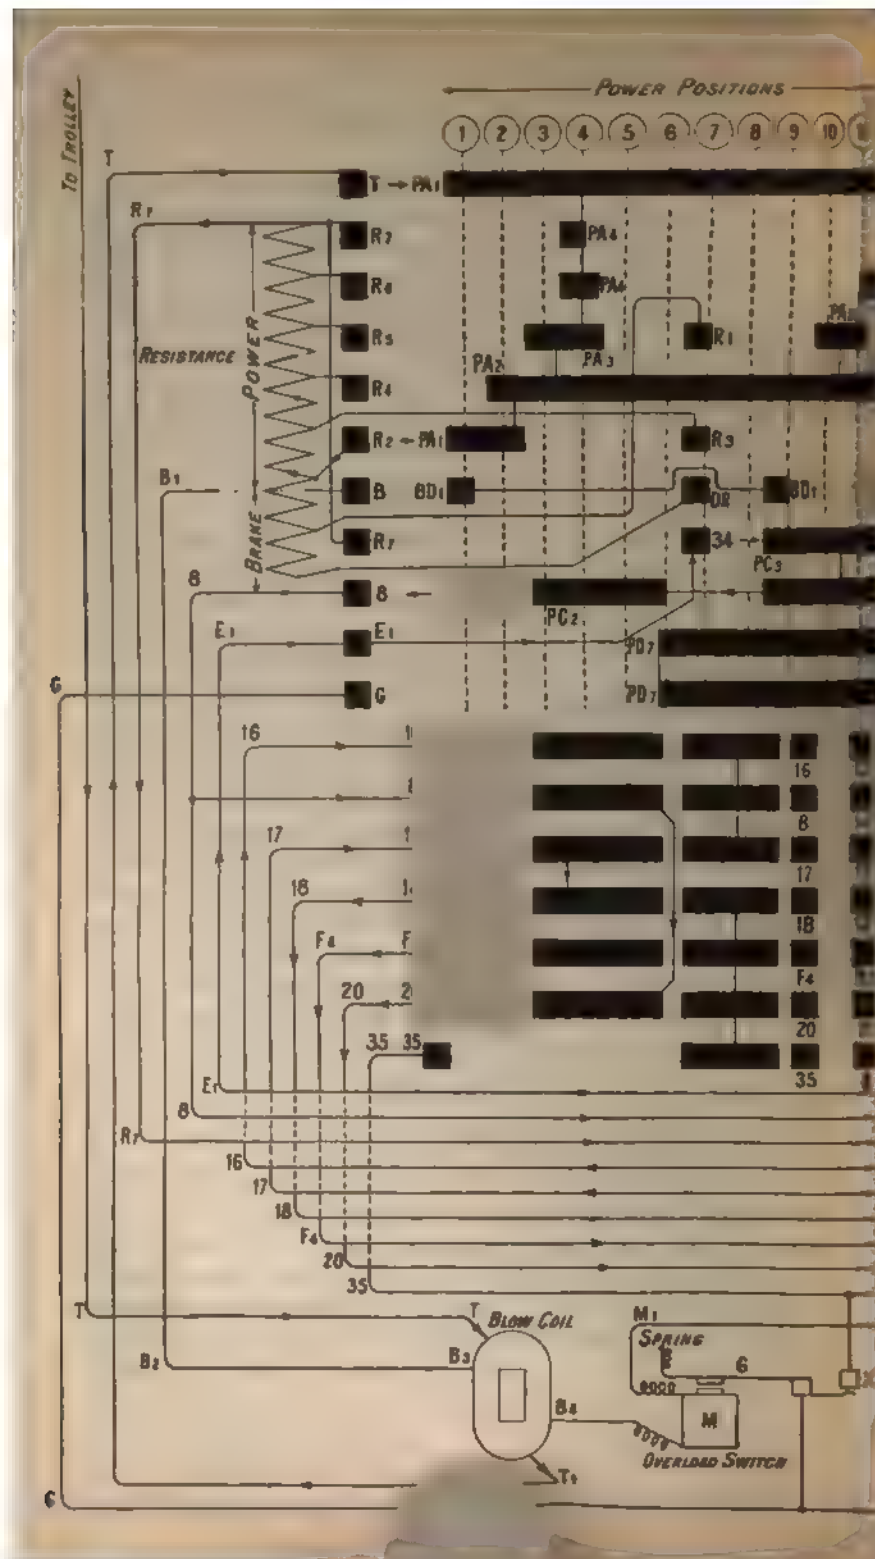 POWER POSITIONS
TO TROLLEY
1 2 3 4 5 6 7 8 9 10
T
T → PA1
R7
R7 PA4
R6 PA4
RESISTANCE
POWER
R5 PA3 R1
R4 PA2
R2 ← PA1 R3
B1
B BD1 DR BD1
BRAKE
R7 34 → PC3
8
8 ← PC2
E1
E1 PD7
G
G PD7
16
16
8
17
17
18
18
F4 F
F4
20
20
35 35
35
E1
8
R7
16
17
18
F4
20
35
T
T
BLOW COIL
M1
SPRING
B2
B3
6
B4
M
OVERLOAD SWITCH
T1
G